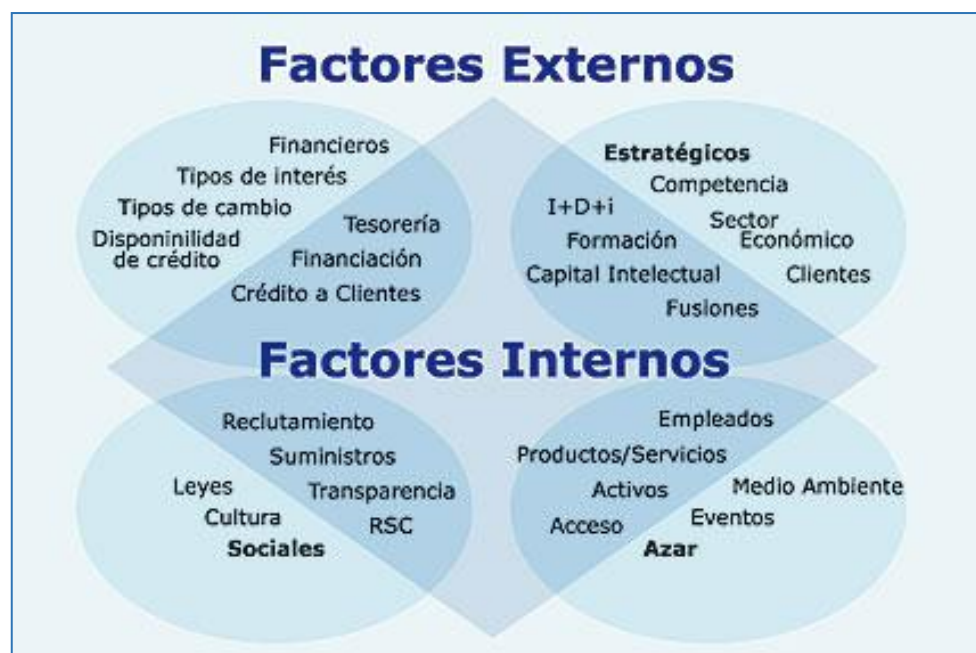 Factores Externos
Financieros
Tipos de interés
Tipos de cambio
Disponinilidad
de crédito
Tesorería
Financiación
Crédito a Clientes
Estratégicos
Competencia
I+D+i
Sector
Económico
Formación
Capital Intelectual
Clientes
Fusiones
Factores Internos
Reclutamiento
Suministros
Leyes
Transparencia
Cultura
RSC
Sociales
Empleados
Productos/Servicios
Activos
Medio Ambiente
Acceso
Eventos
Azar